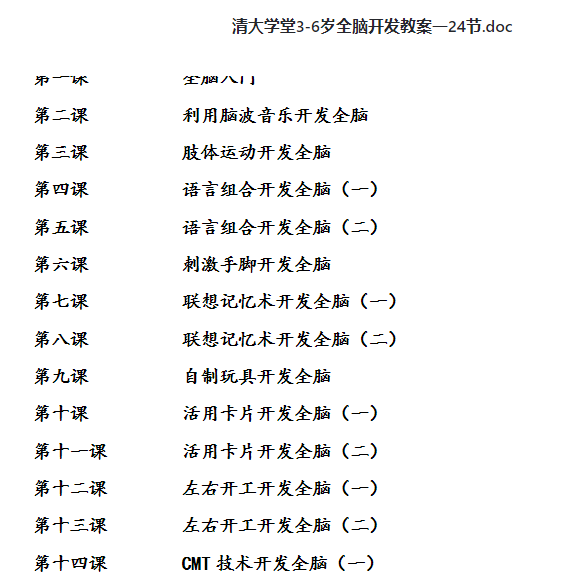 清大学堂3-6岁全脑开发教案—24节.doc
第一课 全脑入门
第二课 利用脑波音乐开发全脑
第三课 肢体运动开发全脑
第四课 语言组合开发全脑（一）
第五课 语言组合开发全脑（二）
第六课 刺激手脚开发全脑
第七课 联想记忆术开发全脑（一）
第八课 联想记忆术开发全脑（二）
第九课 自制玩具开发全脑
第十课 活用卡片开发全脑（一）
第十一课 活用卡片开发全脑（二）
第十二课 左右开工开发全脑（一）
第十三课 左右开工开发全脑（二）
第十四课 CMT 技术开发全脑（一）